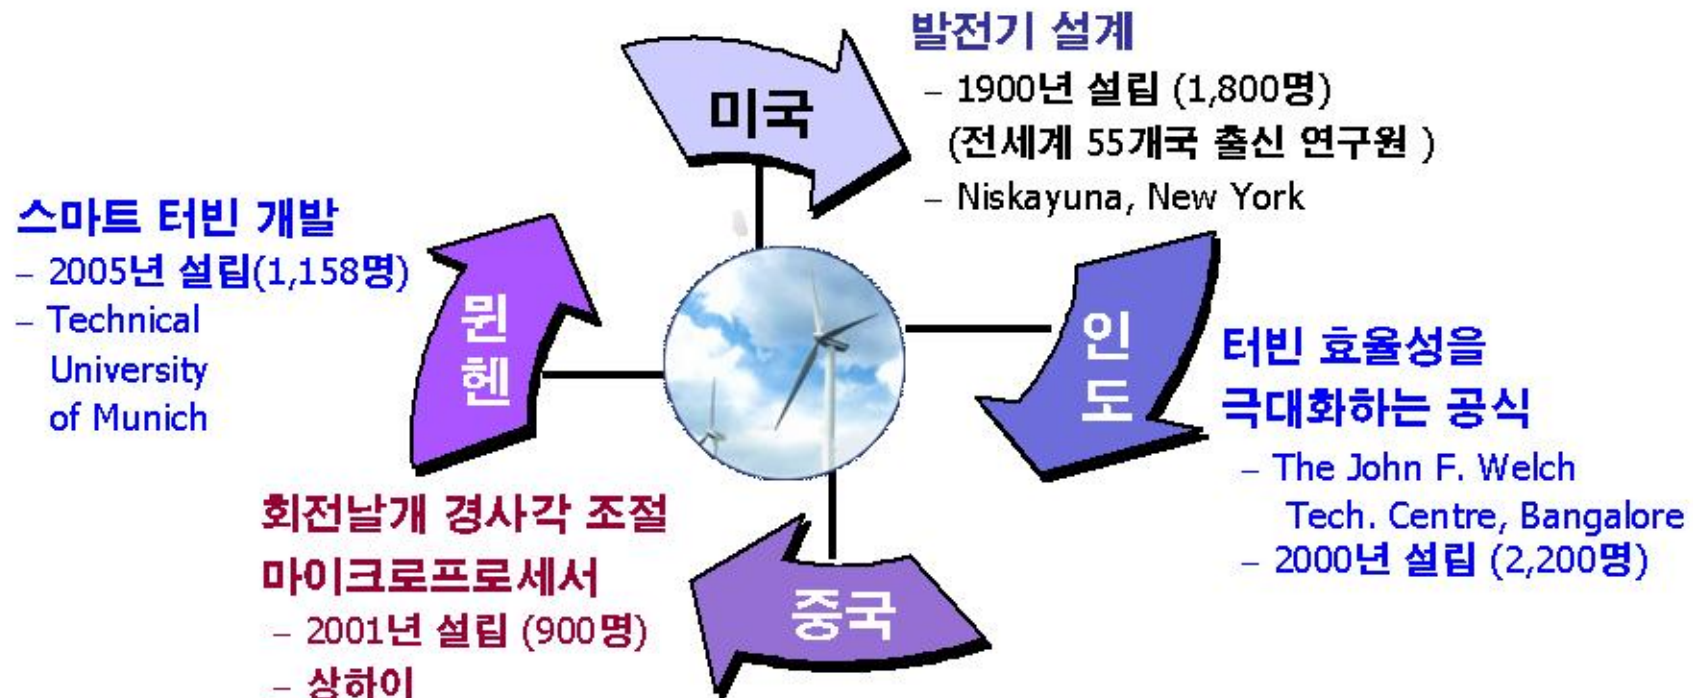 발전기 설계
– 1900년 설립 (1,800명)
(전세계 55개국 출신 연구원 )
– Niskayuna, New York
미국
스마트 터빈 개발
– 2005년 설립(1,158명)
– Technical
University
of Munich
뮌
헨
인
도
터빈 효율성을
극대화하는 공식
– The John F. Welch
Tech. Centre, Bangalore
– 2000년 설립 (2,200명)
회전날개 경사각 조절
마이크로프로세서
– 2001년 설립 (900명)
– 상하이
중국